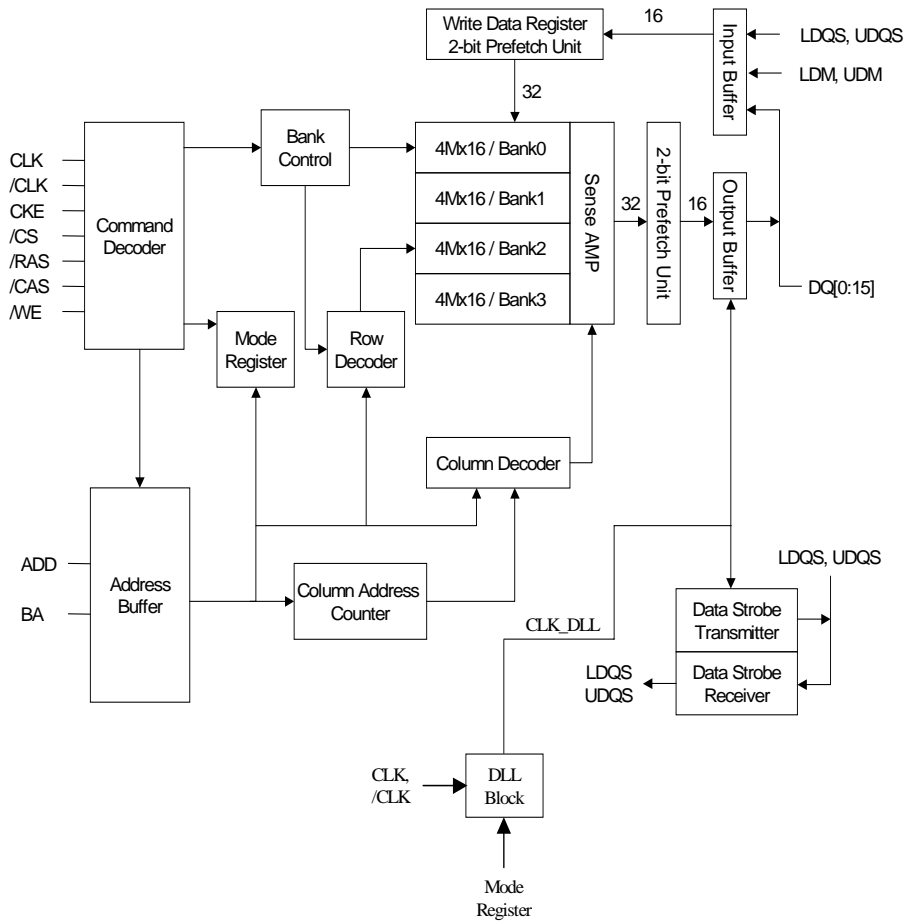 Write Data Register
2-bit Prefetch Unit
16
Input Buffer
LDQS, UDQS
LDM, UDM
32
CLK
/CLK
CKE
/CS
/RAS
/CAS
/WE
Command
Decoder
Bank
Control
4Mx16 / Bank0
4Mx16 / Bank1
4Mx16 / Bank2
4Mx16 / Bank3
Sense AMP
32
2-bit Prefetch Unit
16
Output Buffer
DQ[0:15]
Mode
Register
Row
Decoder
Column Decoder
ADD
BA
Address
Buffer
Column Address
Counter
CLK_DLL
LDQS, UDQS
Data Strobe
Transmitter
Data Strobe
Receiver
LDQS
UDQS
CLK,
/CLK
DLL
Block
Mode
Register